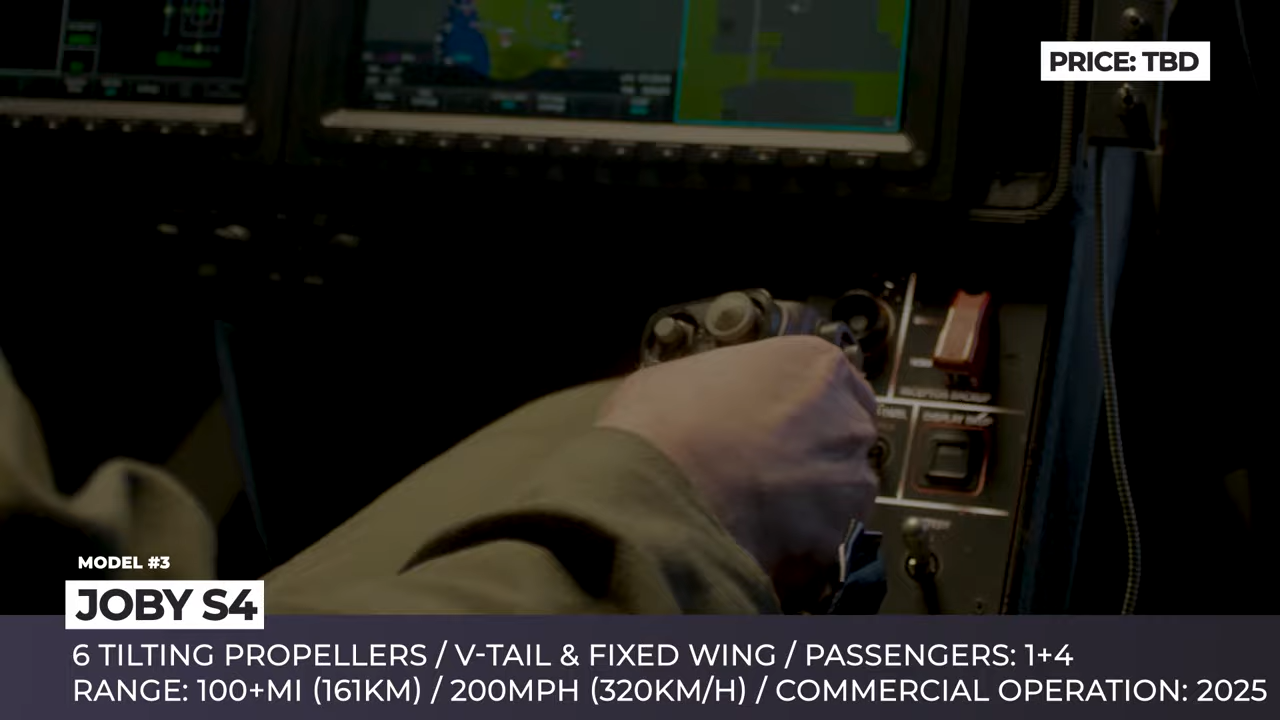 PRICE: TBD
DISPLAY
MODEL #3
JOBY S4
6 TILTING PROPELLERS / V-TAIL & FIXED WING / PASSENGERS: 1+4
RANGE: 100+MI (161KM) / 200MPH (320KM/H) / COMMERCIAL OPERATION: 2025